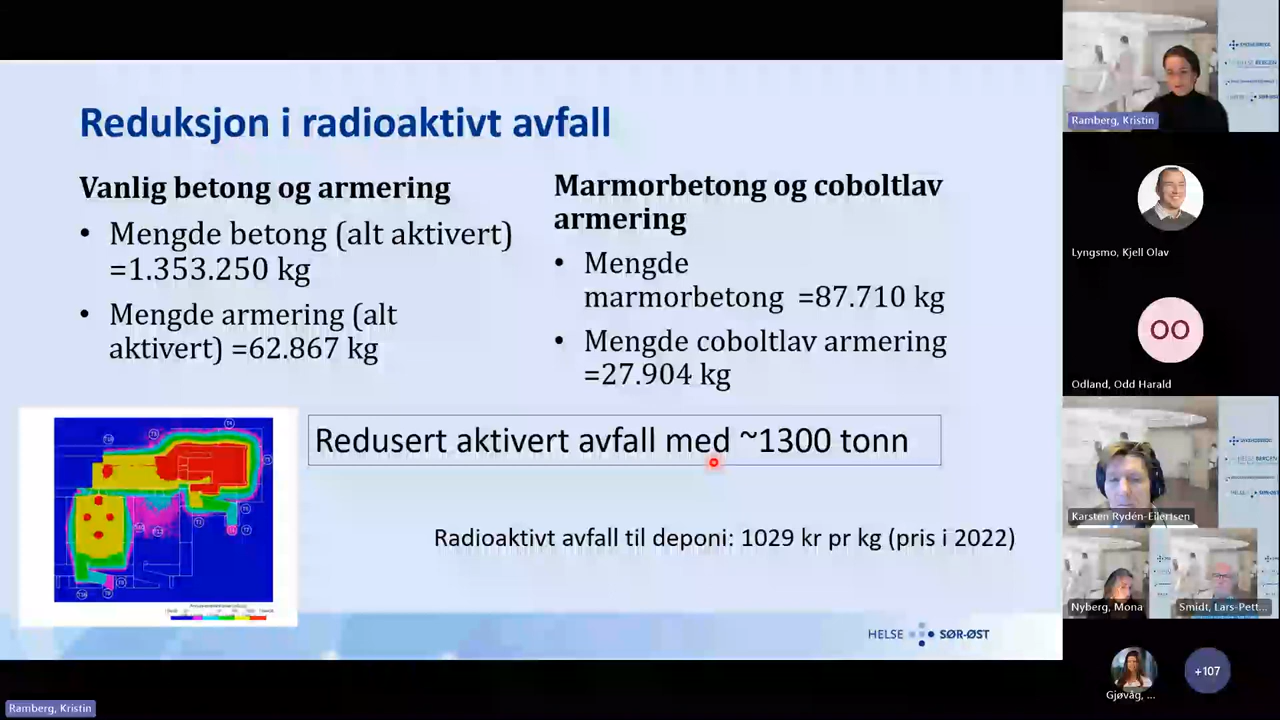 Reduksjon i radioaktivt avfall
Vanlig betong og armering
• Mengde betong (alt aktivert)
=1.353.250 kg
• Mengde armering (alt
aktivert) =62.867 kg
Marmorbetong og coboltlav
armering
• Mengde
marmorbetong =87.710 kg
• Mengde coboltlav armering
=27.904 kg
Redusert aktivert avfall med ~1300 tonn
Radioaktivt avfall til deponi: 1029 kr pr kg (pris i 2022)
HELSE SØR-ØST
Ramberg, Kristin
Lyngsmo, Kjell Olav
OO
Odland, Odd Harald
Karsten Rydén-Eilertsen
Nyberg, Mona
Smidt, Lars-Pett...
Gjøvåg, ...
+107
Ramberg, Kristin